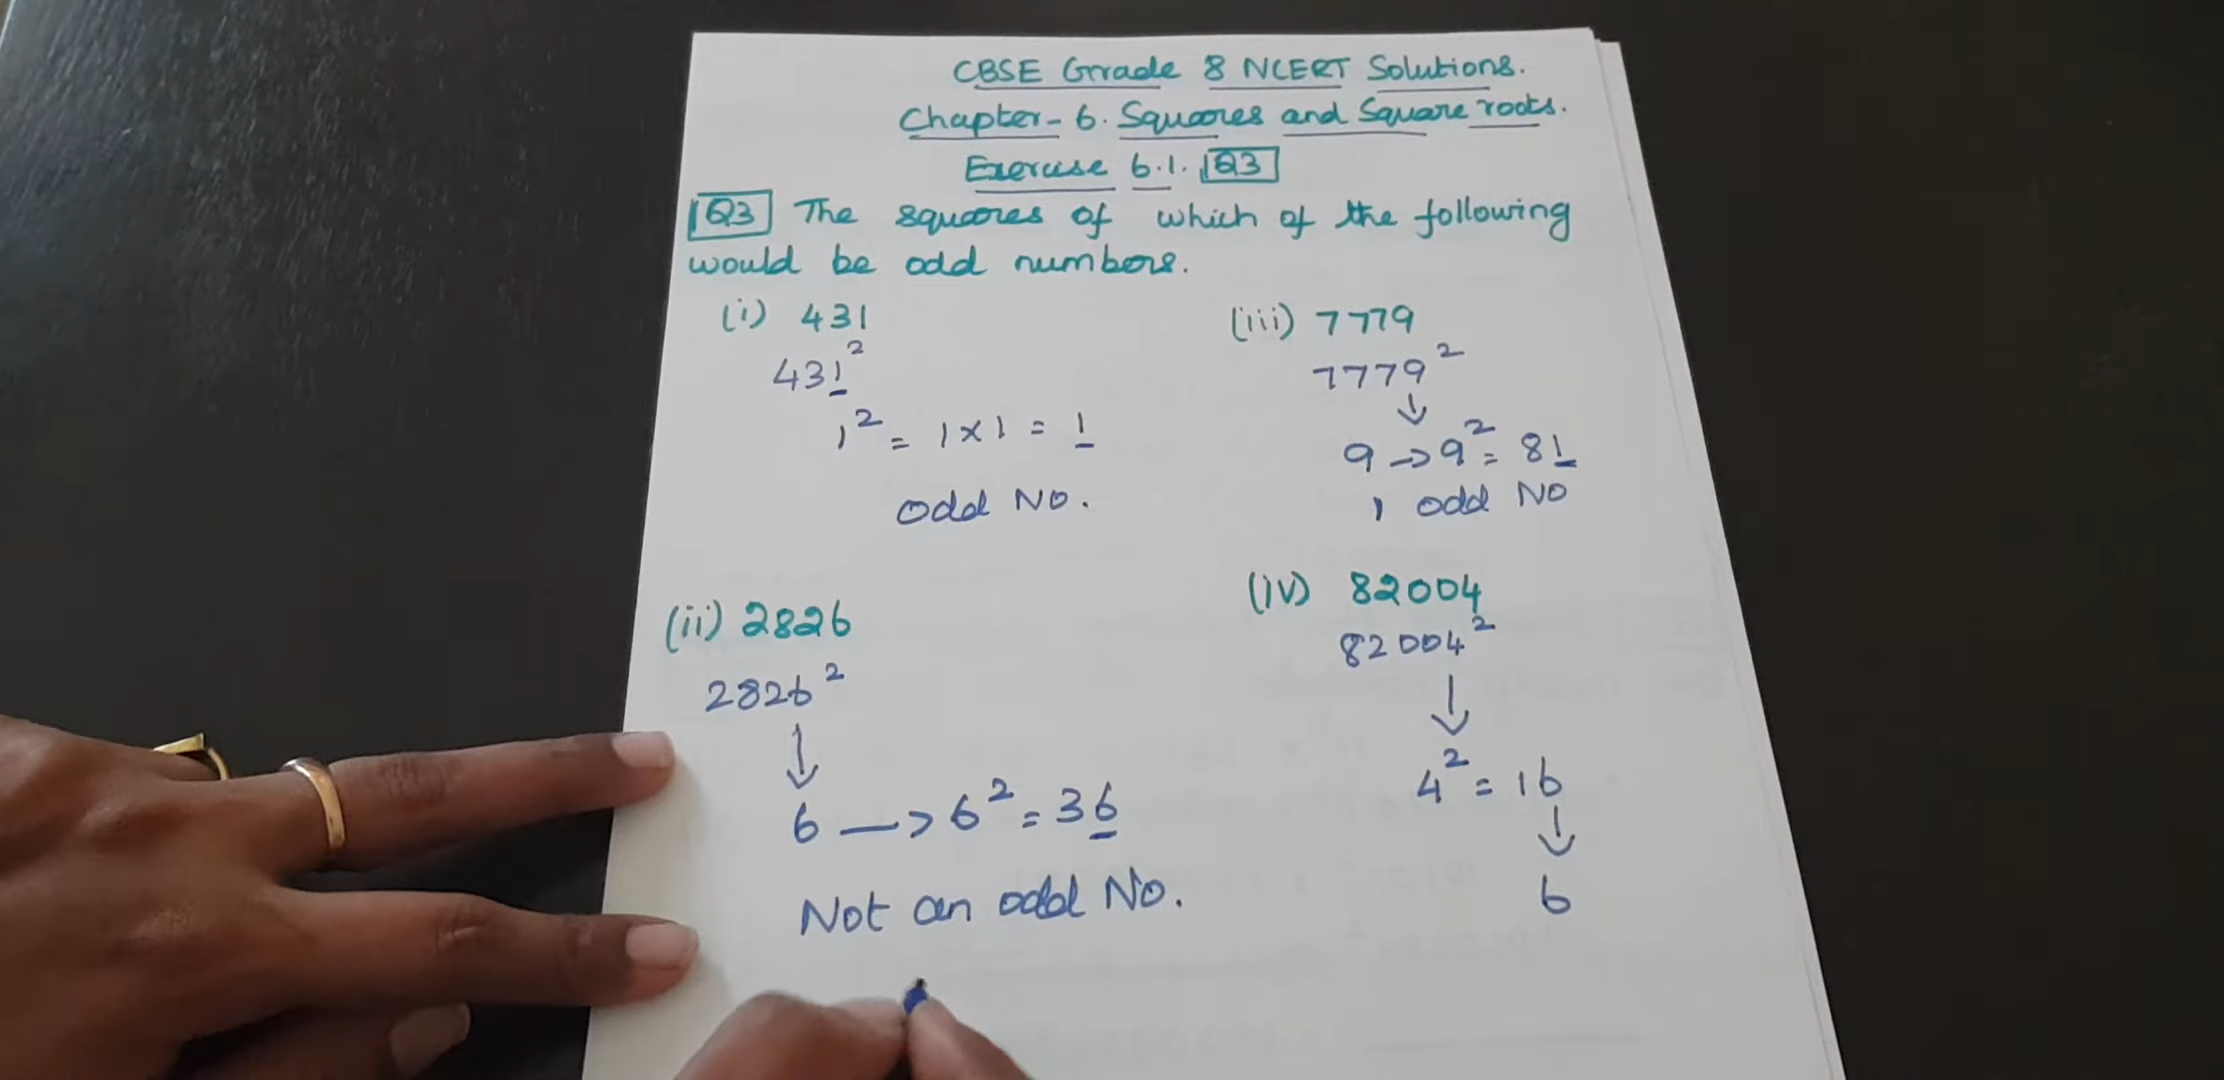 CBSE Grade 8 NCERT Solutions.
Chapter - 6. Squares and Square roots.
Exercise 6.1. Q3
Q3 The squares of which of the following
would be odd numbers.
(i) 431
431²
1² = 1 × 1 = 1
odd No.
(ii) 2826
2826²
↓
6 —> 6² = 36
Not an odd No.
(iii) 7779
7779²
↓
9 -> 9² = 81
1 odd NO
(iv) 82004
82004²
↓
4² = 16
↓
6